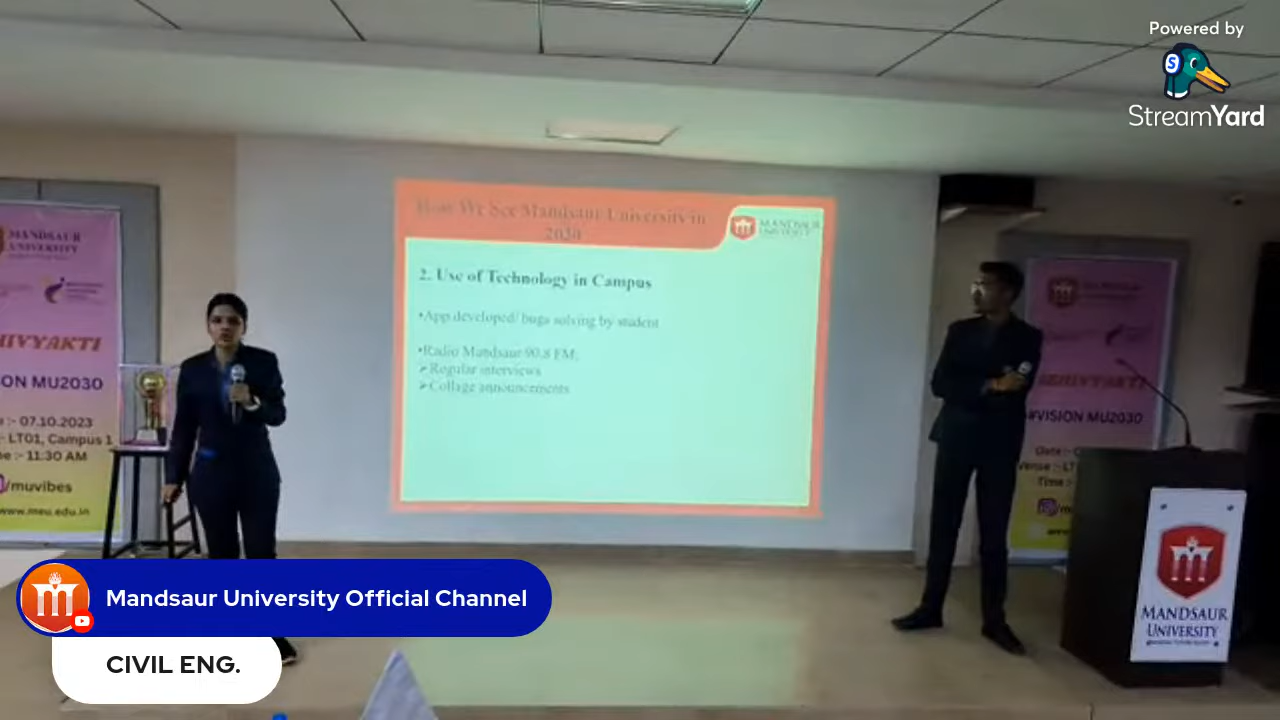 Powered by
StreamYard
How We See Mandsaur University in
2030
MANDSAUR
UNIVERSITY
2. Use of Technology in Campus
•App developed/ bugs solving by student
•Radio Mandsaur 90.8 FM;
➢Regular interviews
➢Collage announcements
MANDSAUR
UNIVERSITY
IVYAKTI
ON MU2030
:- 07.10.2023
:- LT01, Campus 1
e :- 11:30 AM
/muvibes
www.meu.edu.in
#VISION MU2030
Time :-
MANDSAUR
UNIVERSITY
Mandsaur University Official Channel
CIVIL ENG.